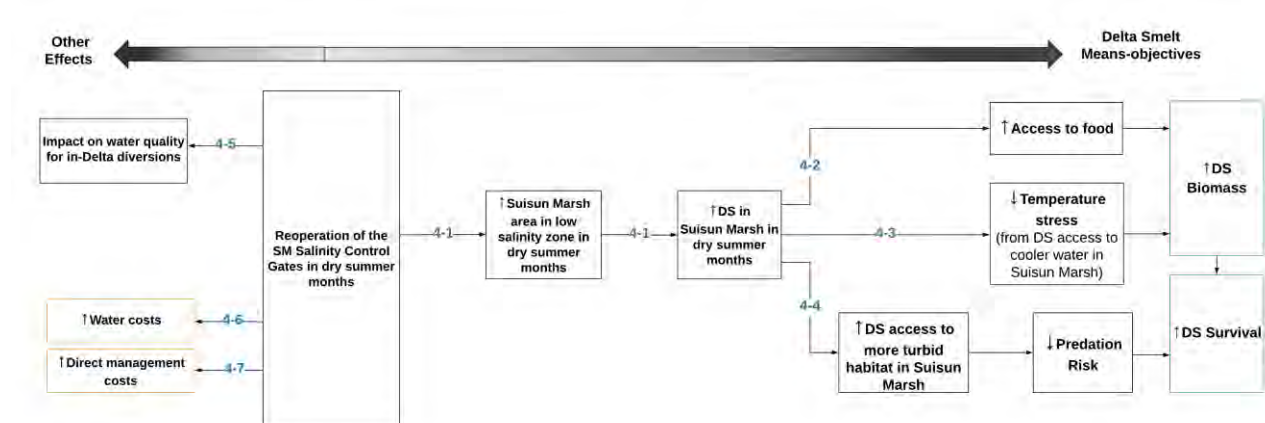 Other
Effects
Delta Smelt
Means-objectives
Impact on water quality
for in-Delta diversions
4-5
↑Water costs
4-6
↑Direct management
costs
4-7
Reoperation of the
SM Salinity Control
Gates in dry summer
months
4-1
↑Suisun Marsh
area in low
salinity zone in
dry summer
months
4-1
↑DS in
Suisun Marsh in
dry summer
months
4-2
↑Access to food
4-3
↓Temperature
stress
(from DS access to
cooler water in
Suisun Marsh)
4-4
↑DS access to
more turbid
habitat in Suisun
Marsh
↓Predation
Risk
↑DS
Biomass
↑DS Survival